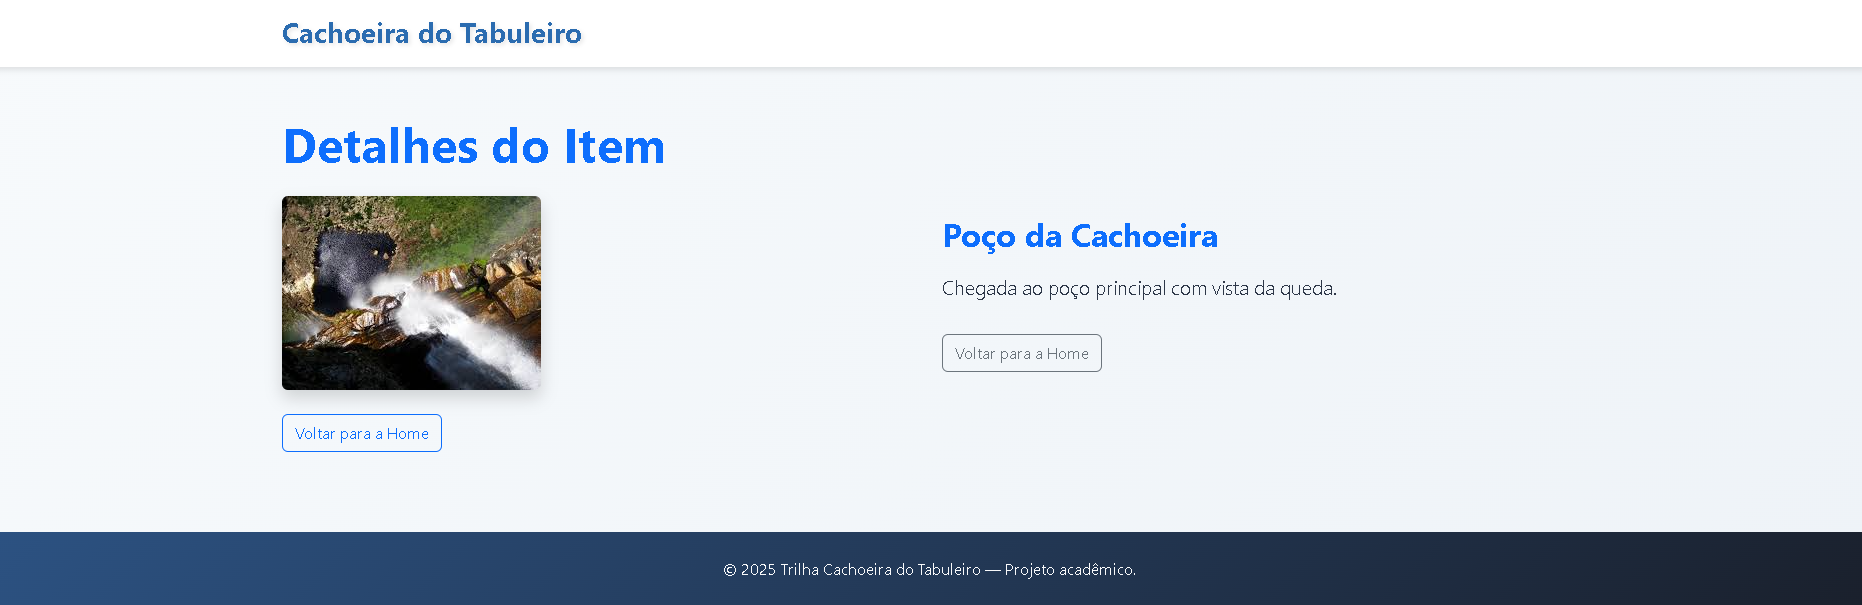 Cachoeira do Tabuleiro
Detalhes do Item
Poço da Cachoeira
Chegada ao poço principal com vista da queda.
Voltar para a Home
Voltar para a Home
© 2025 Trilha Cachoeira do Tabuleiro — Projeto acadêmico.